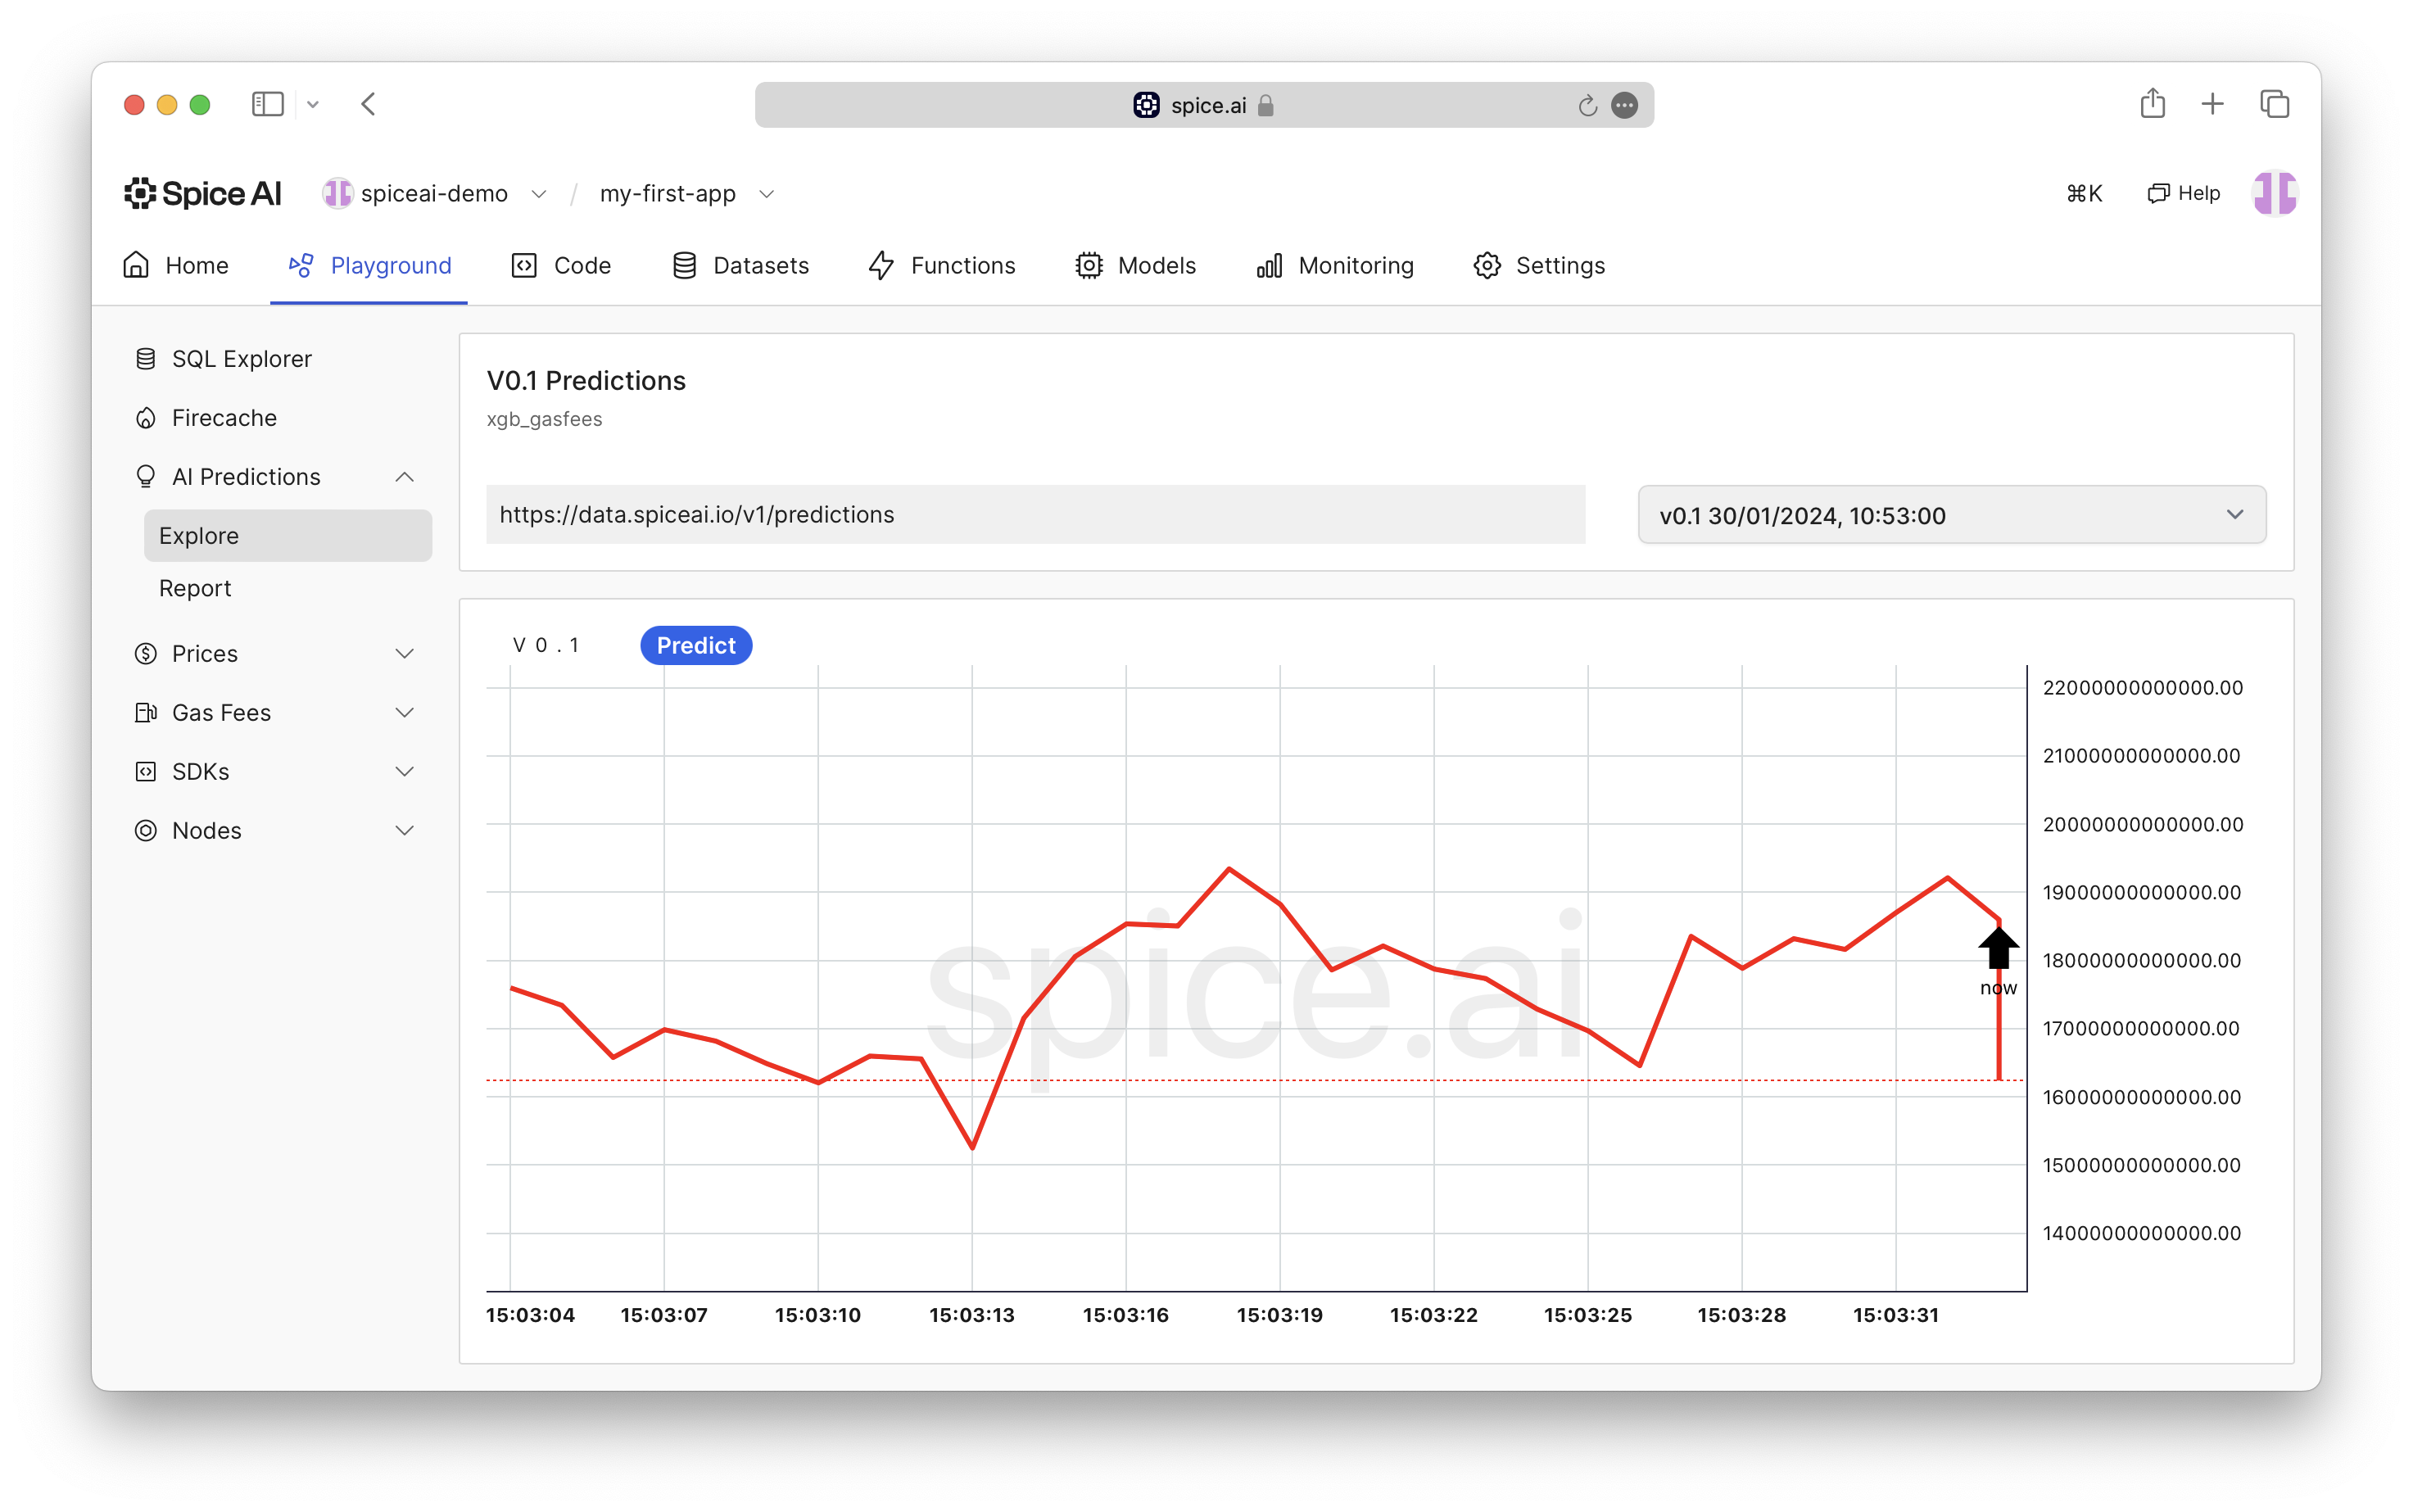 spice.ai
Spice AI spiceai-demo / my-first-app ⌘K Help
Home Playground Code Datasets Functions Models Monitoring Settings
SQL Explorer
Firecache
AI Predictions
Explore
Report
Prices
Gas Fees
SDKs
Nodes
V0.1 Predictions
xgb_gasfees
https://data.spiceai.io/v1/predictions
v0.1 30/01/2024, 10:53:00
V0.1 Predict
22000000000000.00
21000000000000.00
20000000000000.00
19000000000000.00
18000000000000.00
17000000000000.00
16000000000000.00
15000000000000.00
14000000000000.00
spice.ai
now
15:03:04 15:03:07 15:03:10 15:03:13 15:03:16 15:03:19 15:03:22 15:03:25 15:03:28 15:03:31